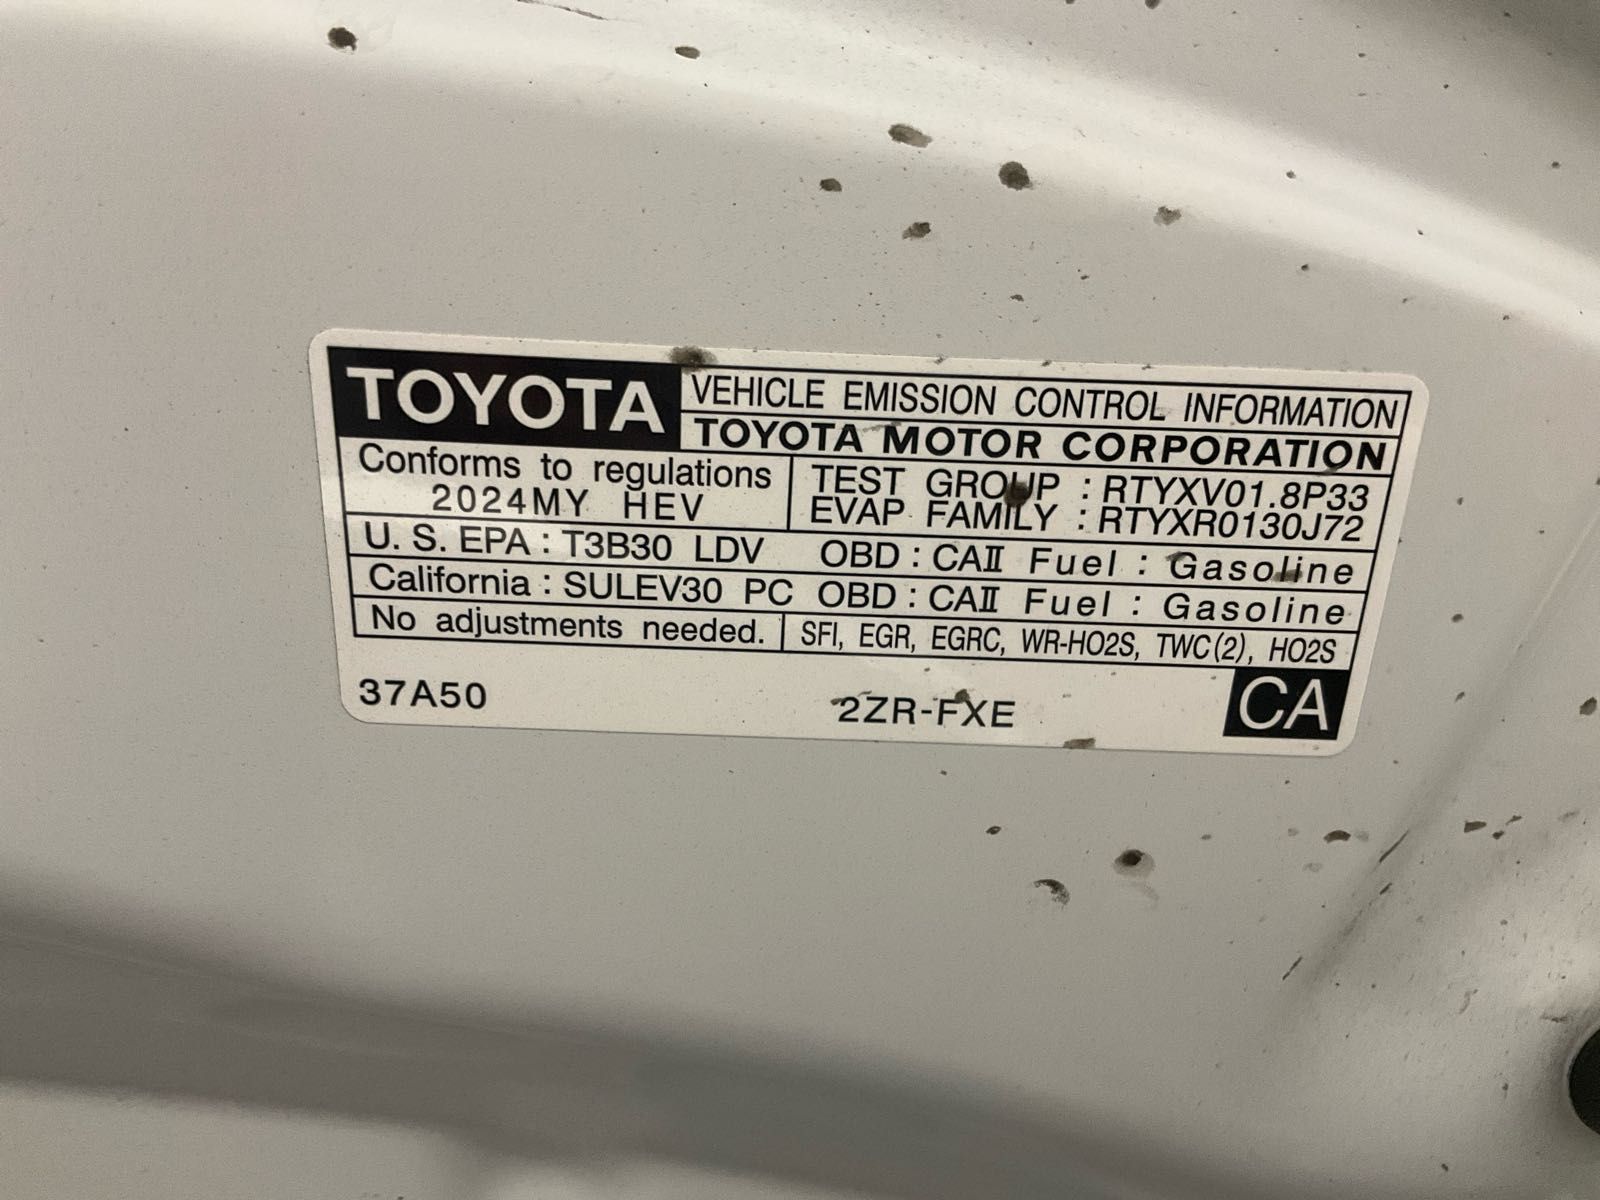 TOYOTA
VEHICLE EMISSION CONTROL INFORMATION
TOYOTA MOTOR CORPORATION
Conforms to regulations
2024MY HEV
TEST GROUP : RTYXV01.8P33
EVAP FAMILY : RTYXR0130J72
U. S. EPA : T3B30 LDV OBD : CAⅡ Fuel : Gasoline
California : SULEV30 PC OBD : CAⅡ Fuel : Gasoline
No adjustments needed.
SFI, EGR, EGRC, WR-HO2S, TWC(2), HO2S
37A50
2ZR-FXE
CA